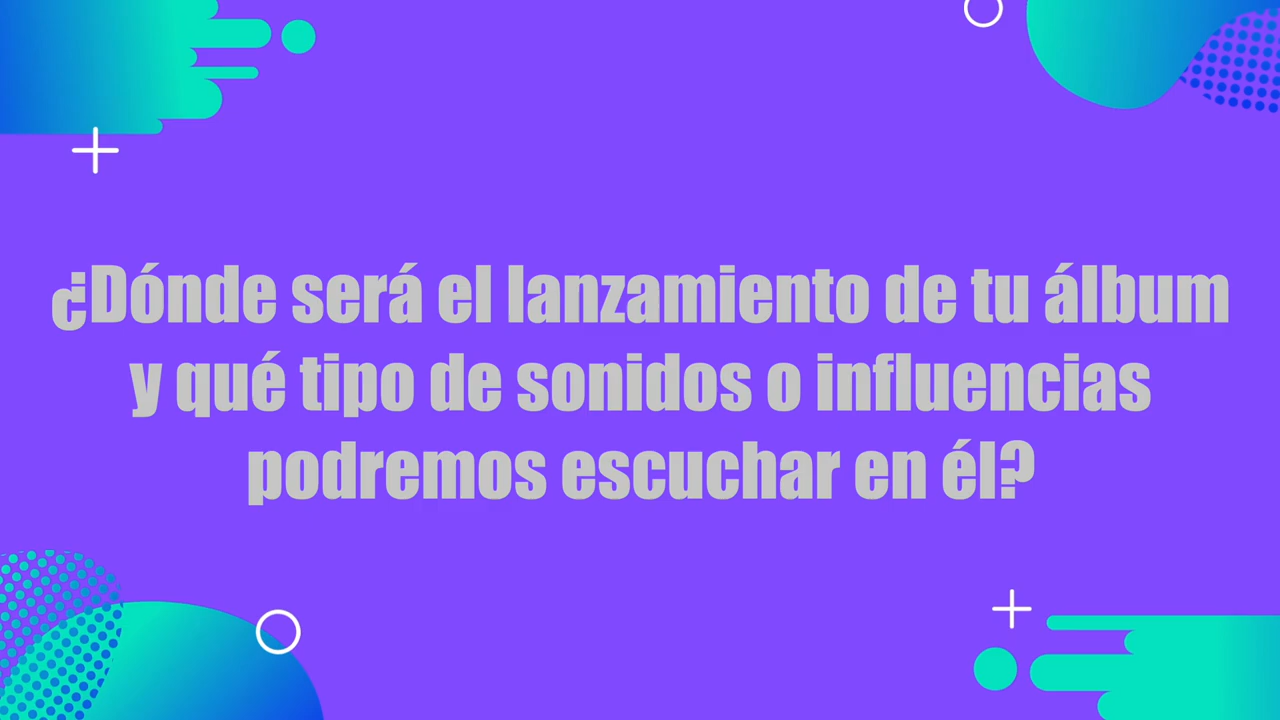 ¿Dónde será el lanzamiento de tu álbum
y qué tipo de sonidos o influencias
podremos escuchar en él?